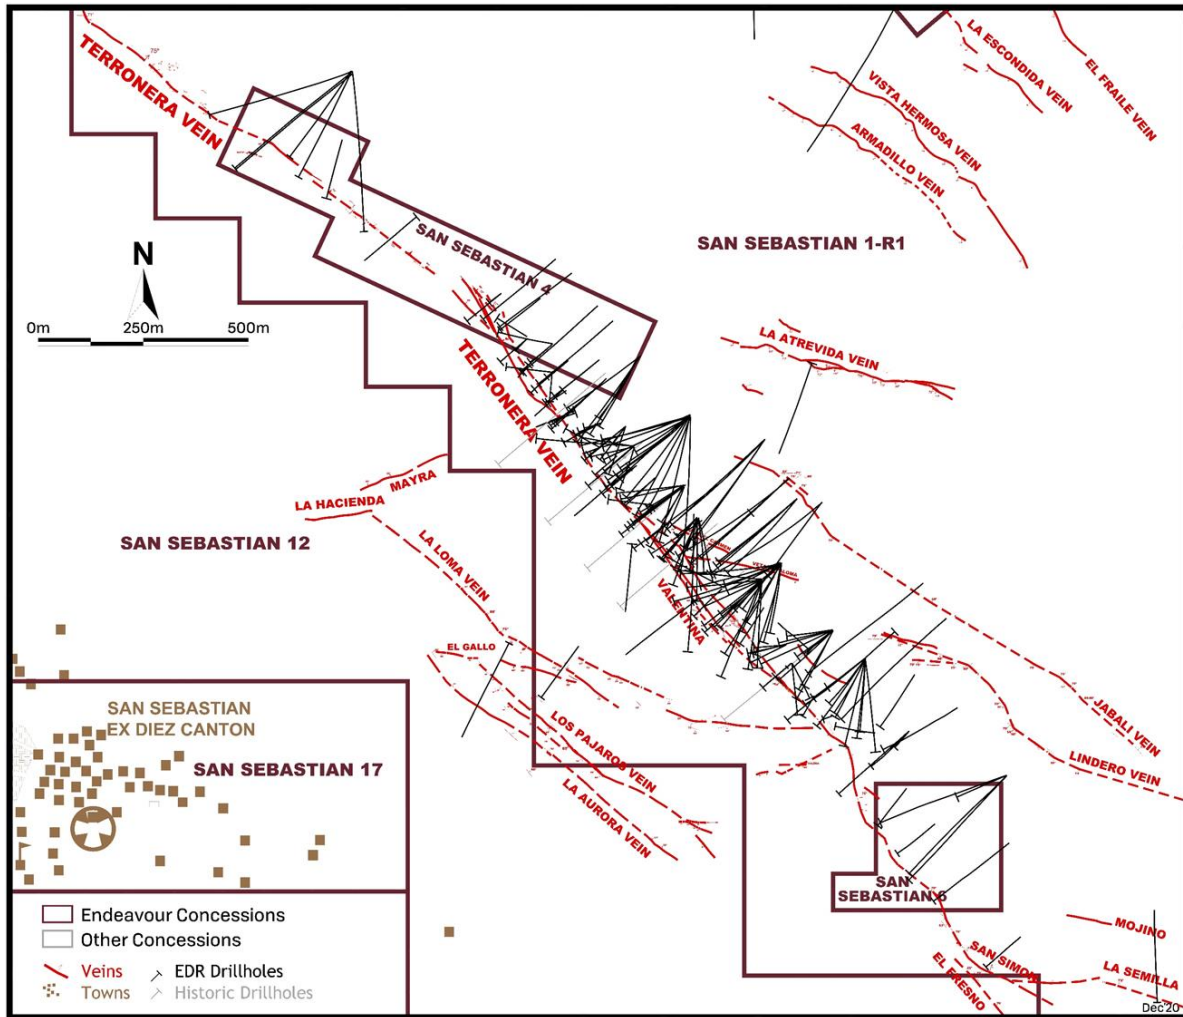 TERRONERA VEIN
75°
LA ESCONDIDA VEIN
EL FRAILE VEIN
VISTA HERMOSA VEIN
ARMADILLO VEIN
SAN SEBASTIAN 4
SAN SEBASTIAN 1-R1
N
0m 250m 500m
LA ATREVIDA VEIN
TERRONERA VEIN
MAYRA
LA HACIENDA
SAN SEBASTIAN 12
LA LOMA VEIN
VALENTINA
EL GALLO
LOS PAJAROS VEIN
LA AURORA VEIN
JABALI VEIN
LINDERO VEIN
SAN SEBASTIAN
EX DIEZ CANTON
SAN SEBASTIAN 17
SAN
SEBASTIAN 6
MOJINO
SAN SIMON
LA SEMILLA
EL FRESNO
Endeavour Concessions
Other Concessions
Veins
EDR Drillholes
Towns
Historic Drillholes
Dec'20